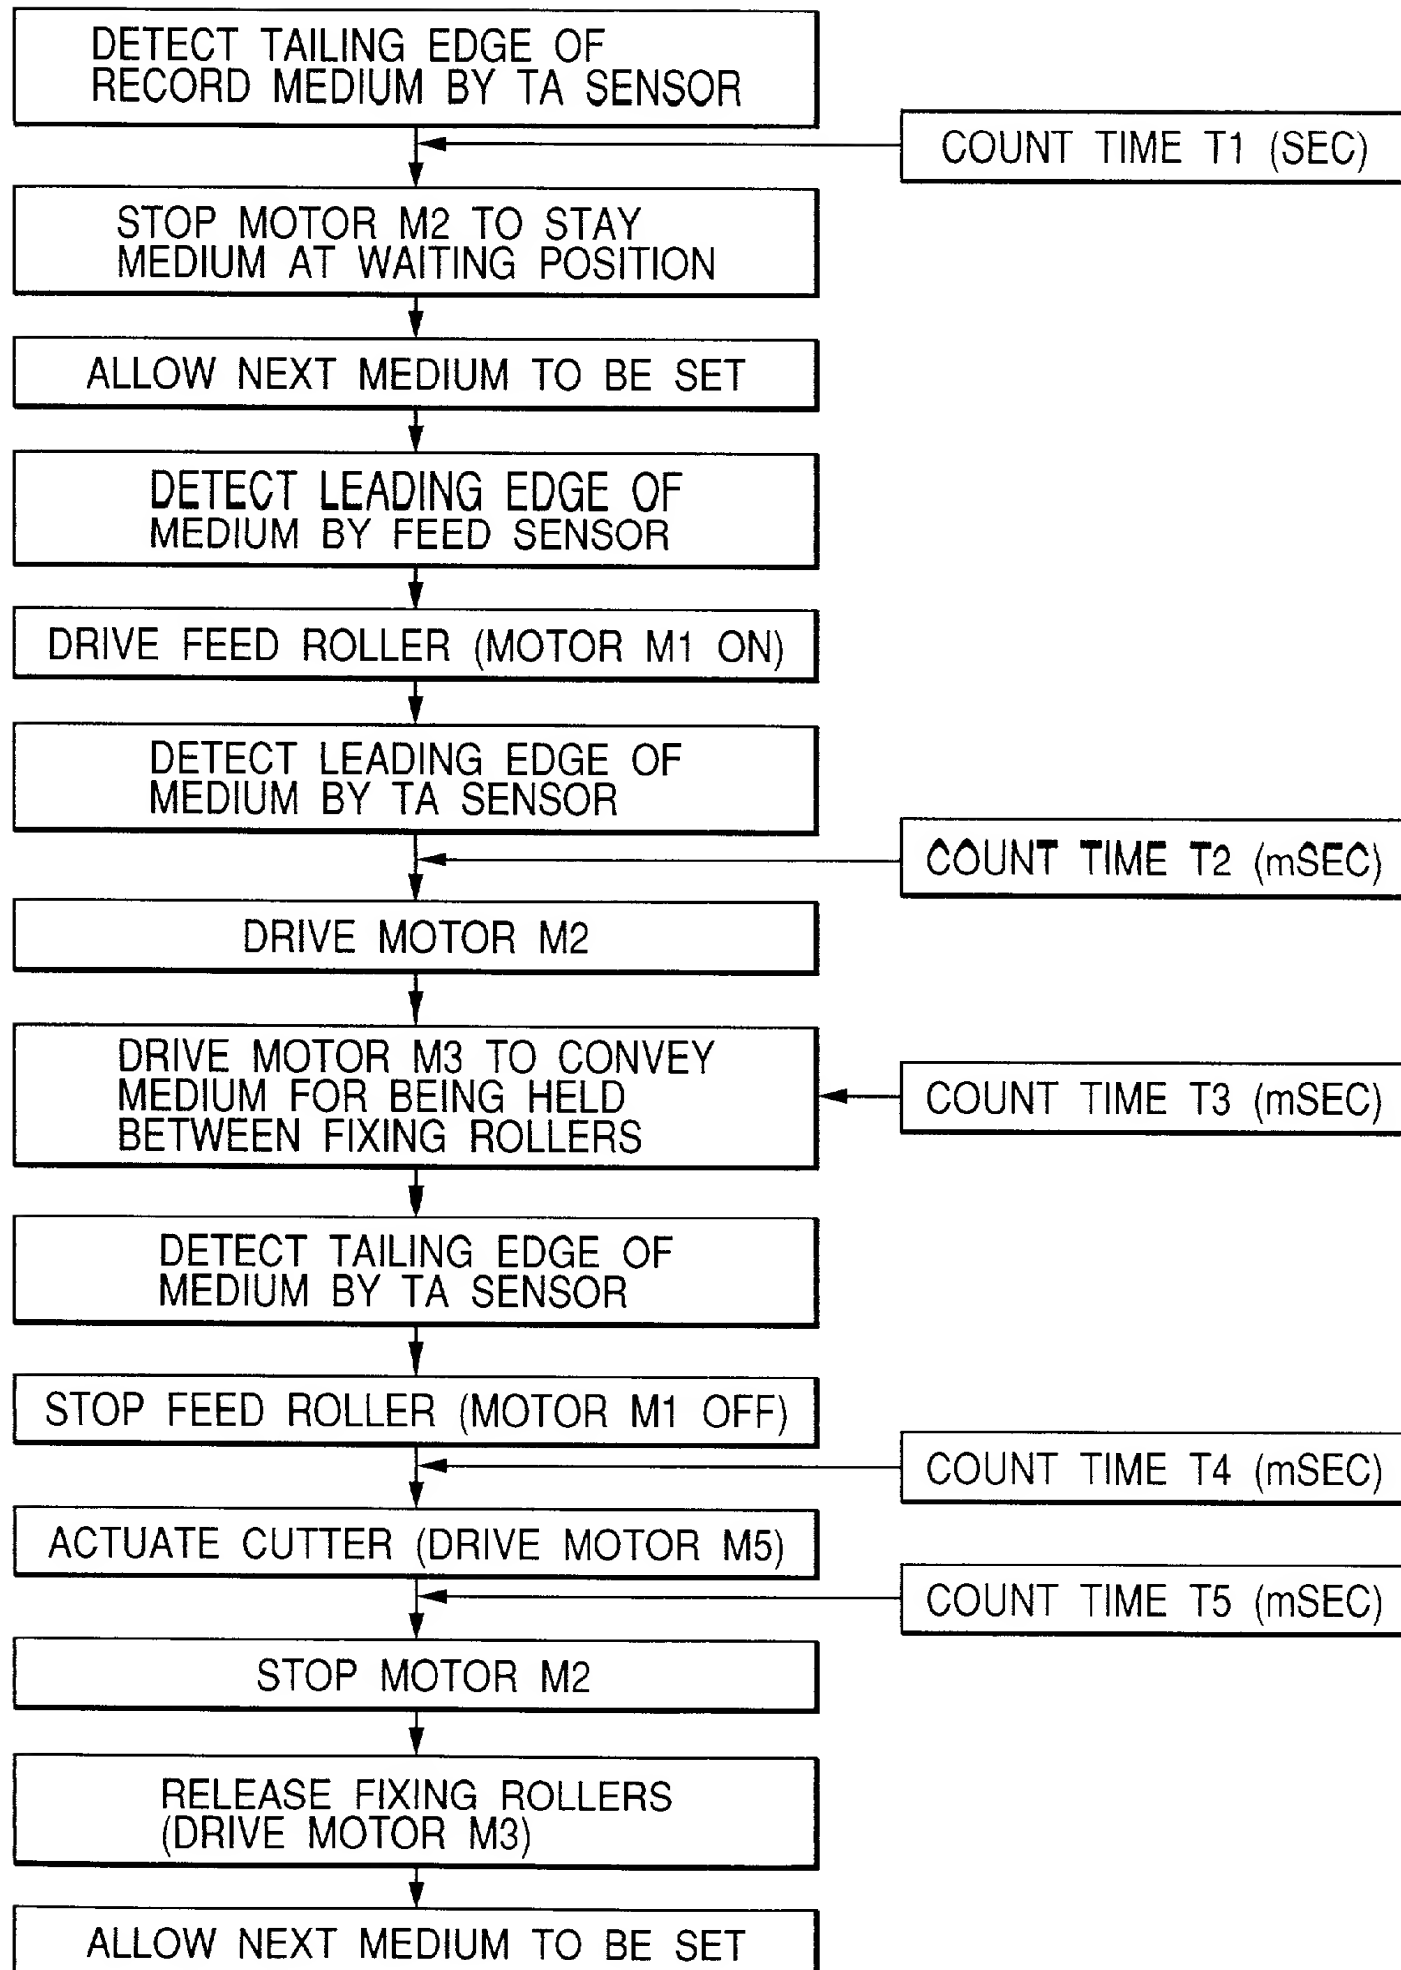 DETECT TAILING EDGE OF
RECORD MEDIUM BY TA SENSOR
COUNT TIME T1 (SEC)
STOP MOTOR M2 TO STAY
MEDIUM AT WAITING POSITION
ALLOW NEXT MEDIUM TO BE SET
DETECT LEADING EDGE OF
MEDIUM BY FEED SENSOR
DRIVE FEED ROLLER (MOTOR M1 ON)
DETECT LEADING EDGE OF
MEDIUM BY TA SENSOR
COUNT TIME T2 (mSEC)
DRIVE MOTOR M2
DRIVE MOTOR M3 TO CONVEY
MEDIUM FOR BEING HELD
BETWEEN FIXING ROLLERS
COUNT TIME T3 (mSEC)
DETECT TAILING EDGE OF
MEDIUM BY TA SENSOR
STOP FEED ROLLER (MOTOR M1 OFF)
COUNT TIME T4 (mSEC)
ACTUATE CUTTER (DRIVE MOTOR M5)
COUNT TIME T5 (mSEC)
STOP MOTOR M2
RELEASE FIXING ROLLERS
(DRIVE MOTOR M3)
ALLOW NEXT MEDIUM TO BE SET